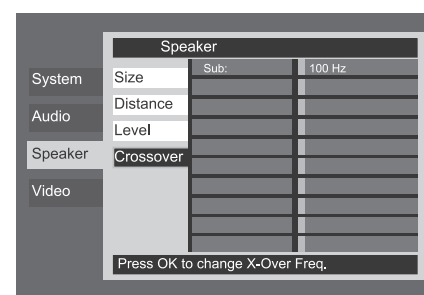 Speaker
System
Audio
Speaker
Video
Size
Distance
Level
Crossover
Sub: 100 Hz
Press OK to change X-Over Freq.